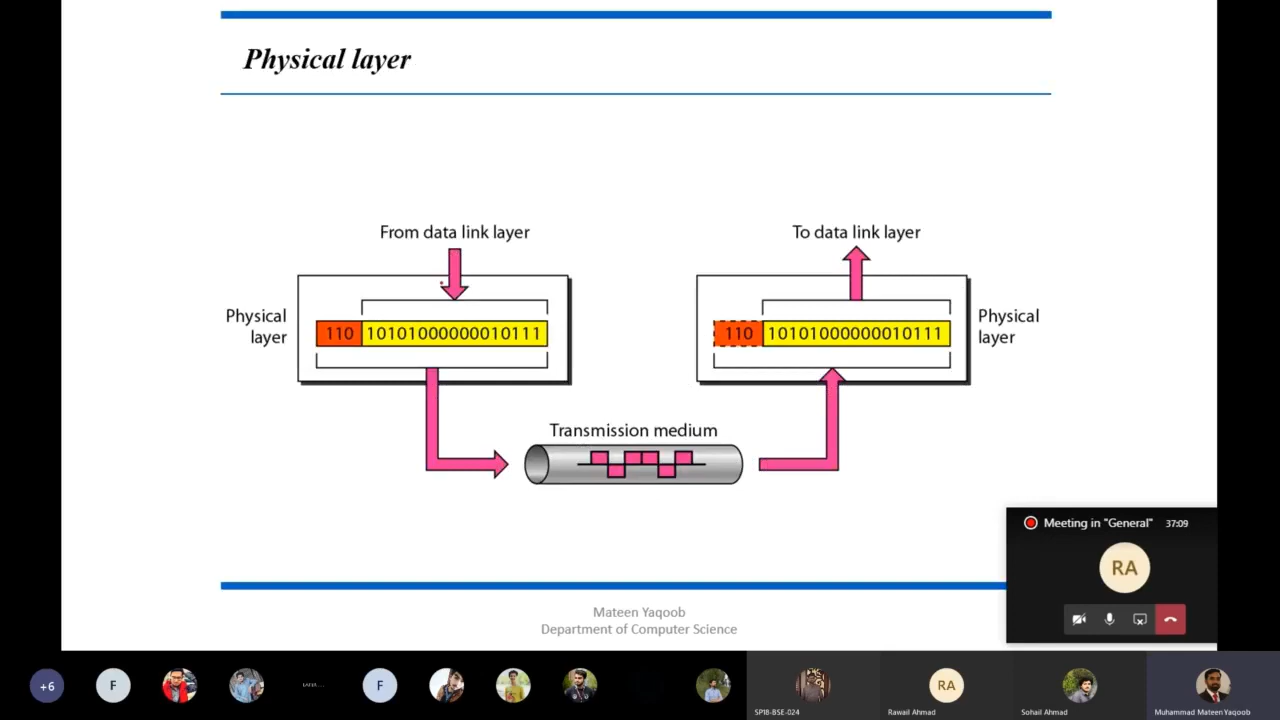 Physical layer
From data link layer
To data link layer
Physical
layer
110 10101000000010111
110 10101000000010111
Physical
layer
Transmission medium
Meeting in "General" 37:09
RA
Mateen Yaqoob
Department of Computer Science
+6
F
F
RA
SP18-BSE-024
Rawail Ahmad
Sohail Ahmad
Muhammad Mateen Yaqoob